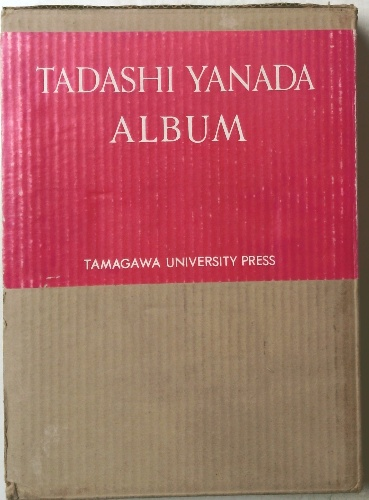 TADASHI YANADA
ALBUM
TAMAGAWA UNIVERSITY PRESS